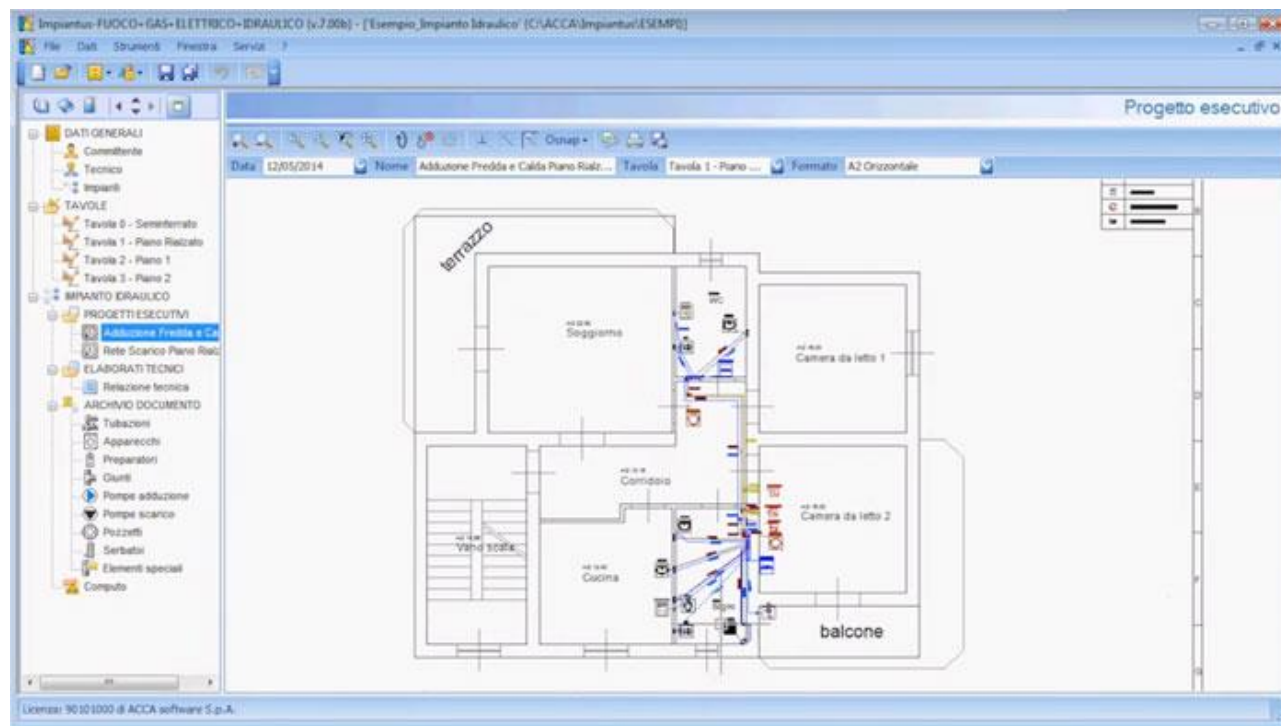 Impiantus-FUOCO+GAS+ELETTRICO+IDRAULICO (v.7.00b) - ['Esempio_Impianto Idraulico' (C:\ACCA\Impiantus\ESEMPI)]
File Dati Strumenti Finestra Servizi ?
Progetto esecutivo
Osnap
Data 12/05/2014 Nome Adduzione Fredda e Calda Piano Rialz... Tavola Tavola 1 - Piano ... Formato A2 Orizzontale
DATI GENERALI
Committente
Tecnico
Impianti
TAVOLE
Tavola 0 - Seminterrato
Tavola 1 - Piano Rialzato
Tavola 2 - Piano 1
Tavola 3 - Piano 2
IMPIANTO IDRAULICO
PROGETTI ESECUTIVI
Adduzione Fredda e Ca
Rete Scarico Piano Rialz
ELABORATI TECNICI
Relazione tecnica
ARCHIVIO DOCUMENTO
Tubazioni
Apparecchi
Preparatori
Giunti
Pompe adduzione
Pompe scarico
Pozzetti
Serbatoi
Elementi speciali
Computo
terrazzo
WC
Soggiorno
Camera da letto 1
Corridoio
Camera da letto 2
Vano scala
Cucina
balcone
Licenza: 90101000 di ACCA software S.p.A.